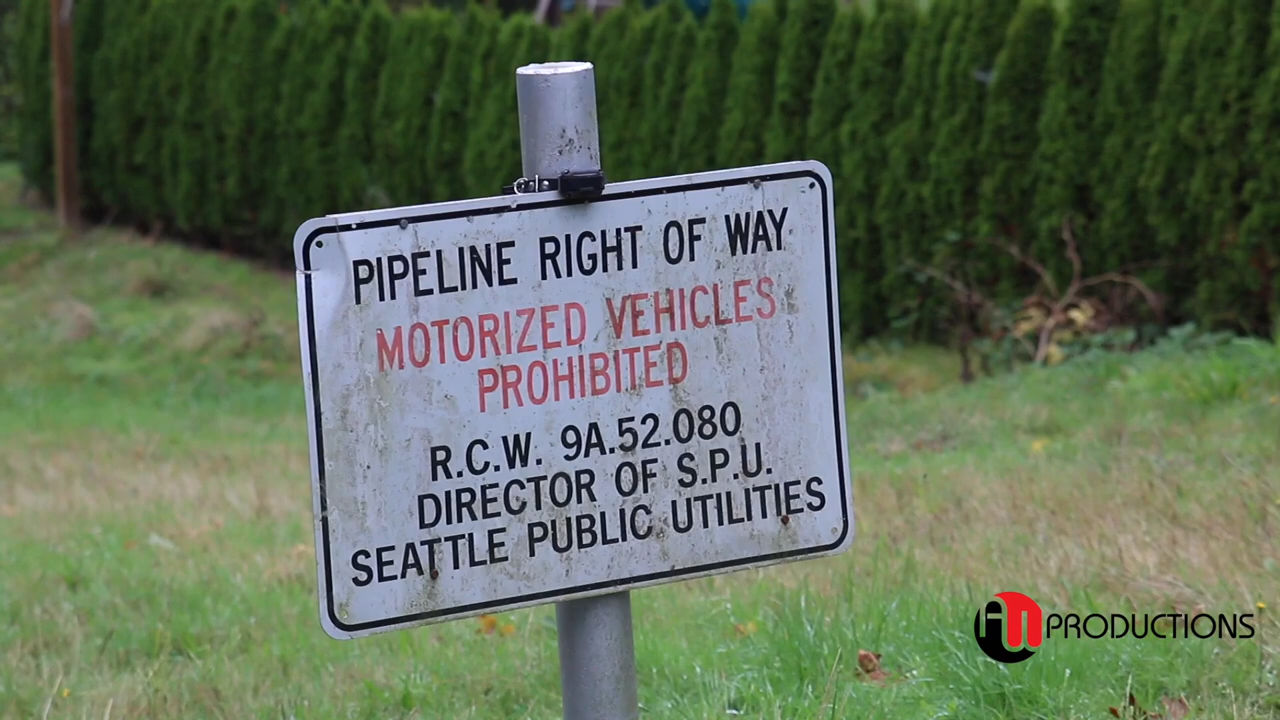 PIPELINE RIGHT OF WAY
MOTORIZED VEHICLES
PROHIBITED
R.C.W. 9A.52.080
DIRECTOR OF S.P.U.
SEATTLE PUBLIC UTILITIES
PRODUCTIONS